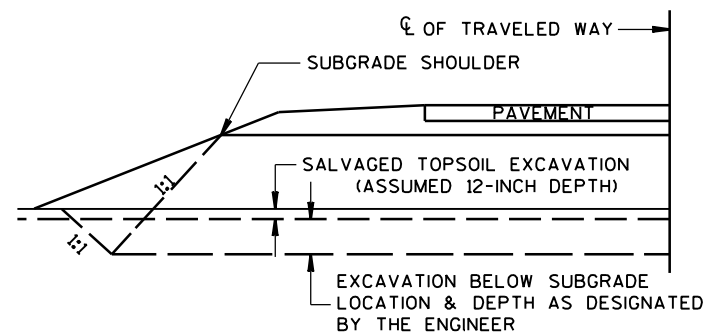 ℄ OF TRAVELED WAY
SUBGRADE SHOULDER
PAVEMENT
1:1
SALVAGED TOPSOIL EXCAVATION
(ASSUMED 12-INCH DEPTH)
1:1
EXCAVATION BELOW SUBGRADE
LOCATION & DEPTH AS DESIGNATED
BY THE ENGINEER